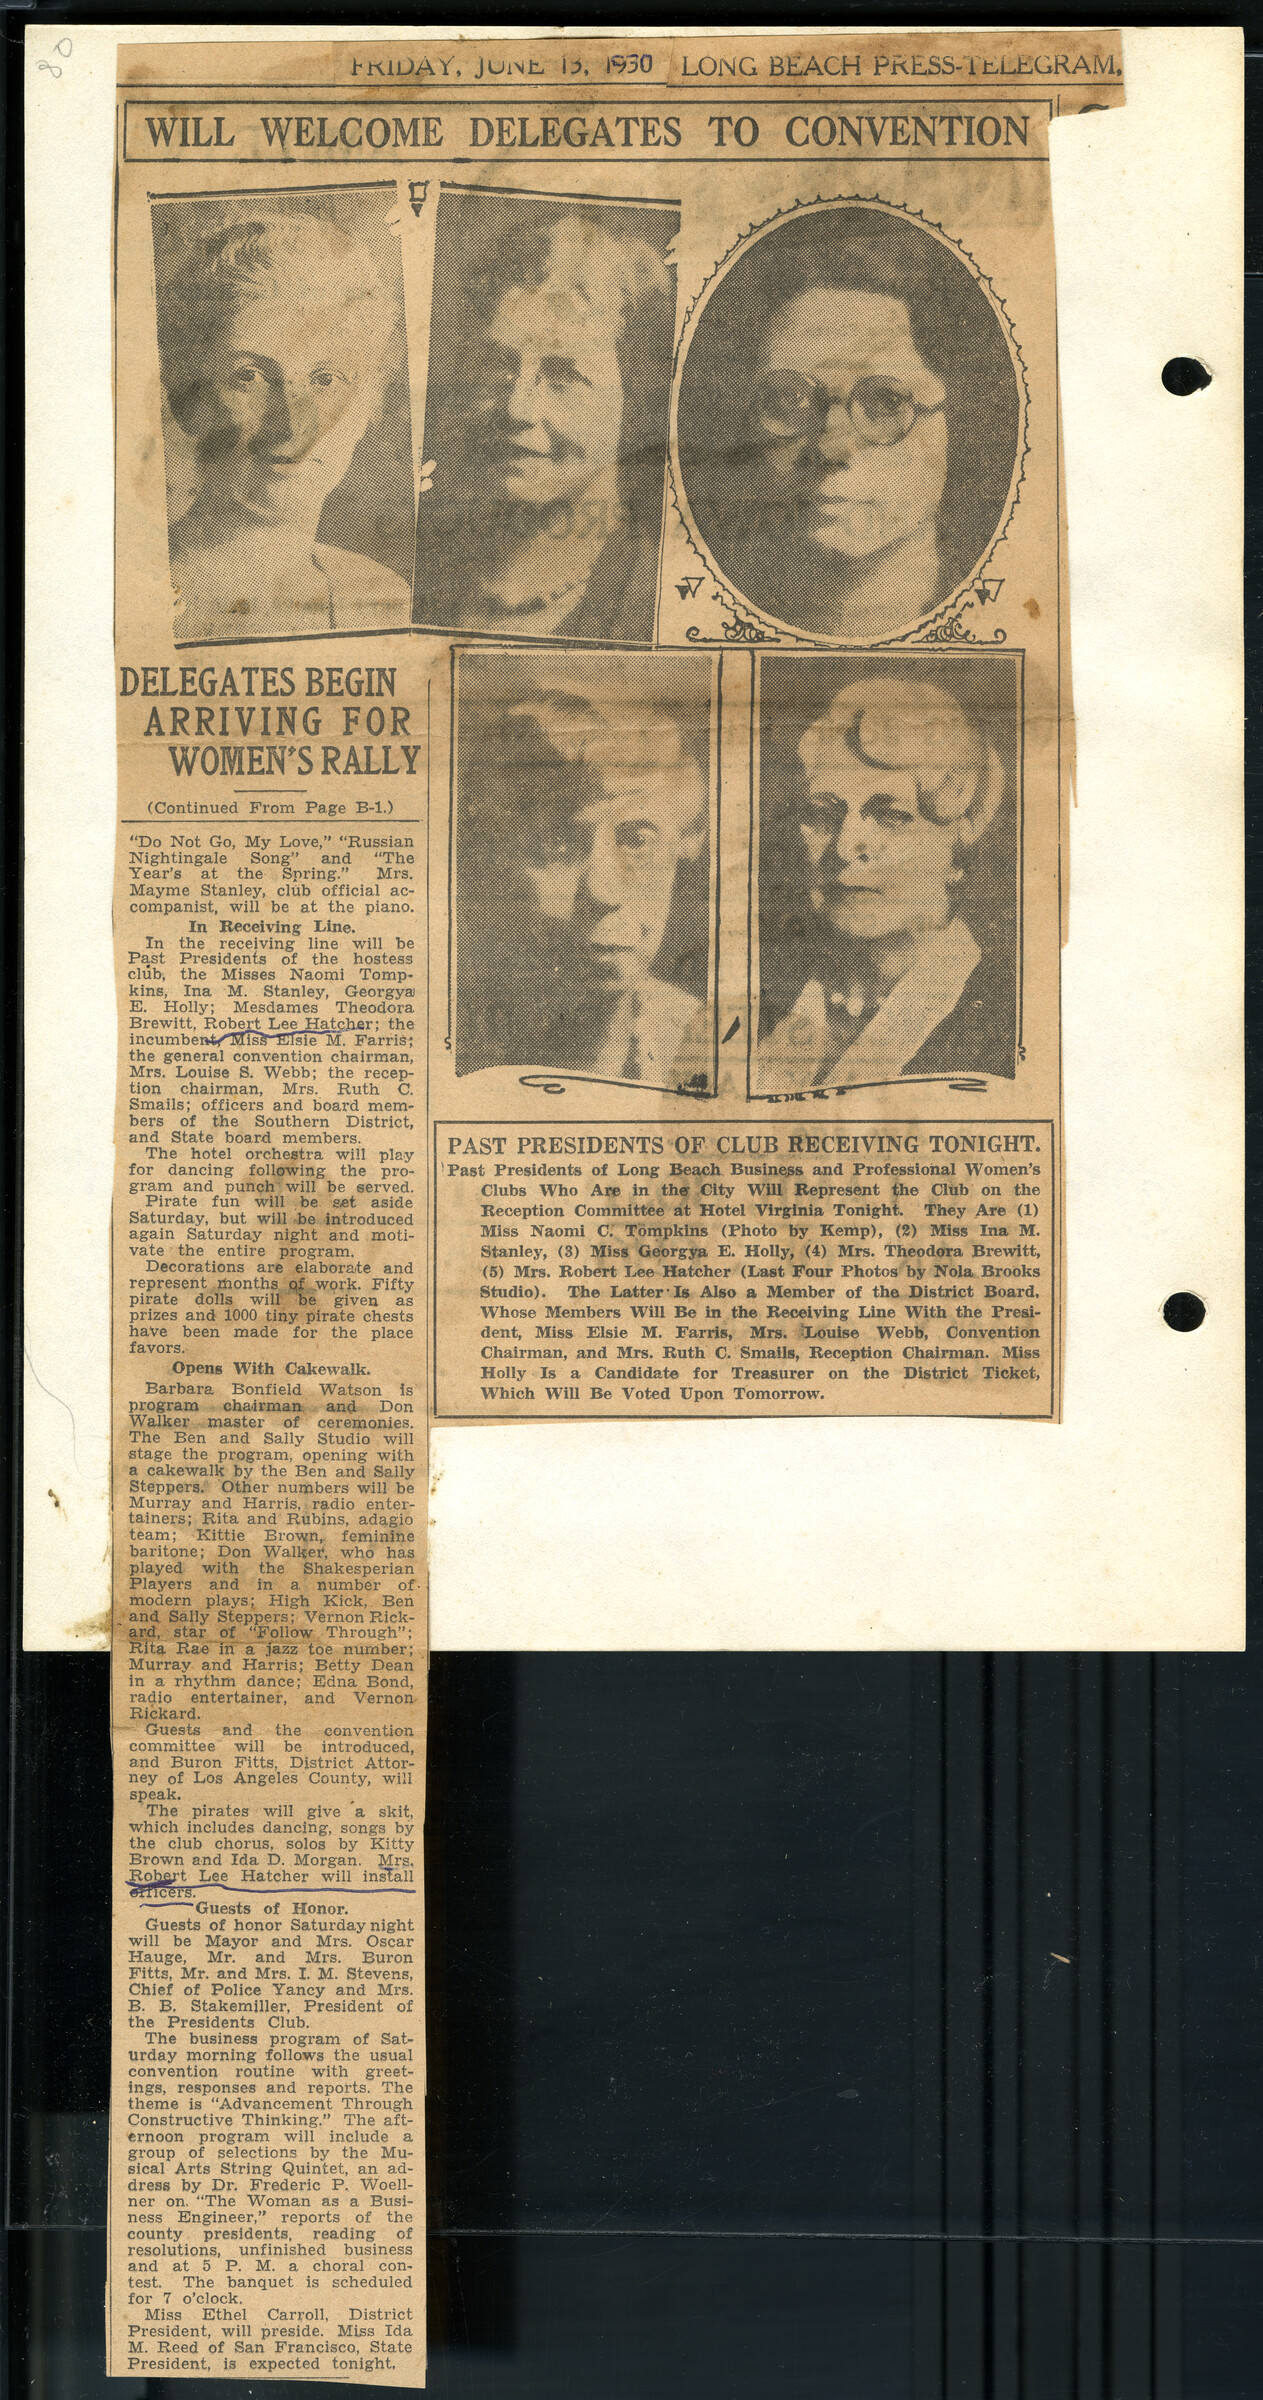 80
FRIDAY, JUNE 13, 1930 LONG BEACH PRESS-TELEGRAM,
WILL WELCOME DELEGATES TO CONVENTION
DELEGATES BEGIN
ARRIVING FOR
WOMEN'S RALLY
(Continued From Page B-1.)
"Do Not Go, My Love," "Russian
Nightingale Song" and "The
Year's at the Spring." Mrs.
Mayme Stanley, club official ac-
companist, will be at the piano.
In Receiving Line.
In the receiving line will be
Past Presidents of the hostess
club, the Misses Naomi Tomp-
kins, Ina M. Stanley, Georgya
E. Holly; Mesdames Theodora
Brewitt, Robert Lee Hatcher; the
incumbent, Miss Elsie M. Farris;
the general convention chairman,
Mrs. Louise S. Webb; the recep-
tion chairman, Mrs. Ruth C.
Smails; officers and board mem-
bers of the Southern District,
and State board members.
The hotel orchestra will play
for dancing following the pro-
gram and punch will be served.
Pirate fun will be set aside
Saturday, but will be introduced
again Saturday night and moti-
vate the entire program.
Decorations are elaborate and
represent months of work. Fifty
pirate dolls will be given as
prizes and 1000 tiny pirate chests
have been made for the place
favors.
Opens With Cakewalk.
Barbara Bonfield Watson is
program chairman and Don
Walker master of ceremonies.
The Ben and Sally Studio will
stage the program, opening with
a cakewalk by the Ben and Sally
Steppers. Other numbers will be
Murray and Harris, radio enter-
tainers; Rita and Rubins, adagio
team; Kittie Brown, feminine
baritone; Don Walker, who has
played with the Shakesperian
Players and in a number of
modern plays; High Kick, Ben
and Sally Steppers; Vernon Rick-
ard, star of "Follow Through";
Rita Rae in a jazz toe number;
Murray and Harris; Betty Dean
in a rhythm dance; Edna Bond,
radio entertainer, and Vernon
Rickard.
Guests and the convention
committee will be introduced,
and Buron Fitts, District Attor-
ney of Los Angeles County, will
speak.
The pirates will give a skit,
which includes dancing, songs by
the club chorus, solos by Kitty
Brown and Ida D. Morgan. Mrs.
Robert Lee Hatcher will install
officers.
Guests of Honor.
Guests of honor Saturday night
will be Mayor and Mrs. Oscar
Hauge, Mr. and Mrs. Buron
Fitts, Mr. and Mrs. I. M. Stevens,
Chief of Police Yancy and Mrs.
B. B. Stakemiller, President of
the Presidents Club.
The business program of Sat-
urday morning follows the usual
convention routine with greet-
ings, responses and reports. The
theme is "Advancement Through
Constructive Thinking." The aft-
ernoon program will include a
group of selections by the Mu-
sical Arts String Quintet, an ad-
dress by Dr. Frederic P. Woell-
ner on "The Woman as a Busi-
ness Engineer," reports of the
county presidents, reading of
resolutions, unfinished business
and at 5 P. M. a choral con-
test. The banquet is scheduled
for 7 o'clock.
Miss Ethel Carroll, District
President, will preside. Miss Ida
M. Reed of San Francisco, State
President, is expected tonight.
PAST PRESIDENTS OF CLUB RECEIVING TONIGHT.
Past Presidents of Long Beach Business and Professional Women's
Clubs Who Are in the City Will Represent the Club on the
Reception Committee at Hotel Virginia Tonight. They Are (1)
Miss Naomi C. Tompkins (Photo by Kemp), (2) Miss Ina M.
Stanley, (3) Miss Georgya E. Holly, (4) Mrs. Theodora Brewitt,
(5) Mrs. Robert Lee Hatcher (Last Four Photos by Nola Brooks
Studio). The Latter Is Also a Member of the District Board,
Whose Members Will Be in the Receiving Line With the Presi-
dent, Miss Elsie M. Farris, Mrs. Louise Webb, Convention
Chairman, and Mrs. Ruth C. Smails, Reception Chairman. Miss
Holly Is a Candidate for Treasurer on the District Ticket,
Which Will Be Voted Upon Tomorrow.